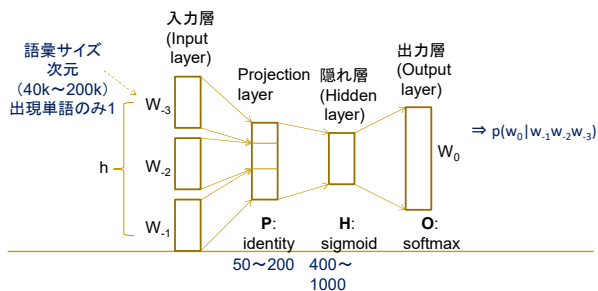 入力層
(Input
layer)
語彙サイズ
次元
(40k～200k)
出現単語のみ1
Projection
layer
隠れ層
(Hidden
layer)
出力層
(Output
layer)
W-3
W-2
W-1
h
W0
⇒ p(w0|w-1w-2w-3)
P:
identity
50～200
H:
sigmoid
400～
1000
O:
softmax